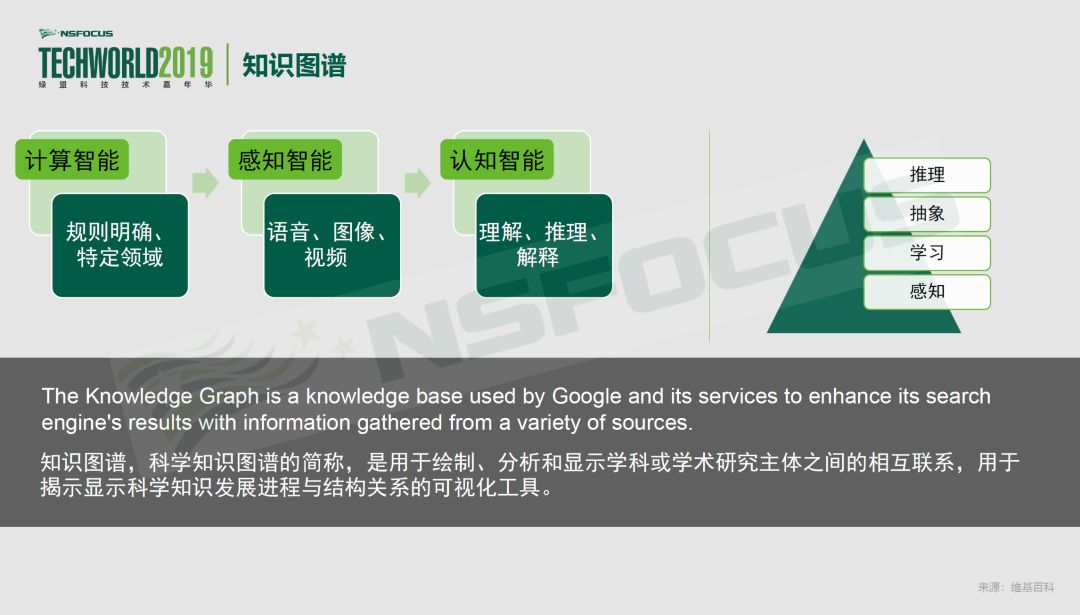 NSFOCUS
TECHWORLD2019
绿盟科技技术嘉年华
知识图谱
计算智能
规则明确、
特定领域
感知智能
语音、图像、
视频
认知智能
理解、推理、
解释
推理
抽象
学习
感知
NSFOCUS
The Knowledge Graph is a knowledge base used by Google and its services to enhance its search
engine's results with information gathered from a variety of sources.
知识图谱，科学知识图谱的简称，是用于绘制、分析和显示学科或学术研究主体之间的相互联系，用于
揭示显示科学知识发展进程与结构关系的可视化工具。
来源：维基百科